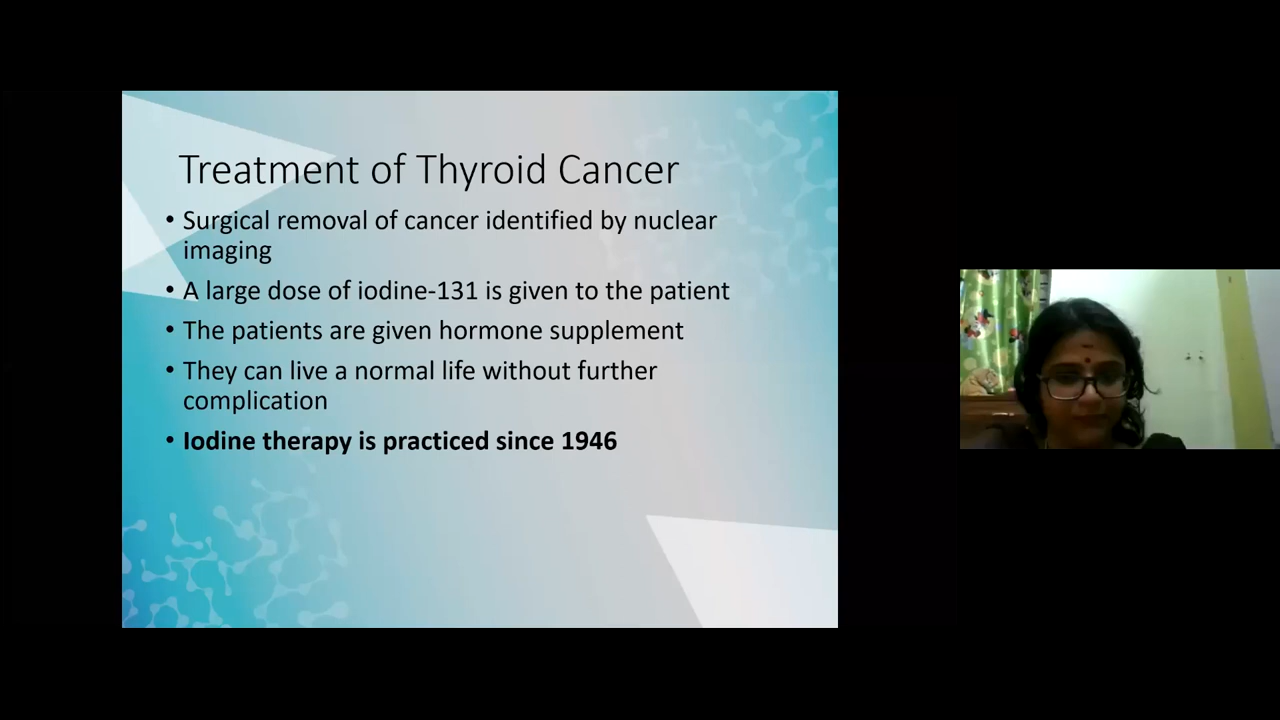 Treatment of Thyroid Cancer
• Surgical removal of cancer identified by nuclear
imaging
• A large dose of iodine-131 is given to the patient
• The patients are given hormone supplement
• They can live a normal life without further
complication
• Iodine therapy is practiced since 1946